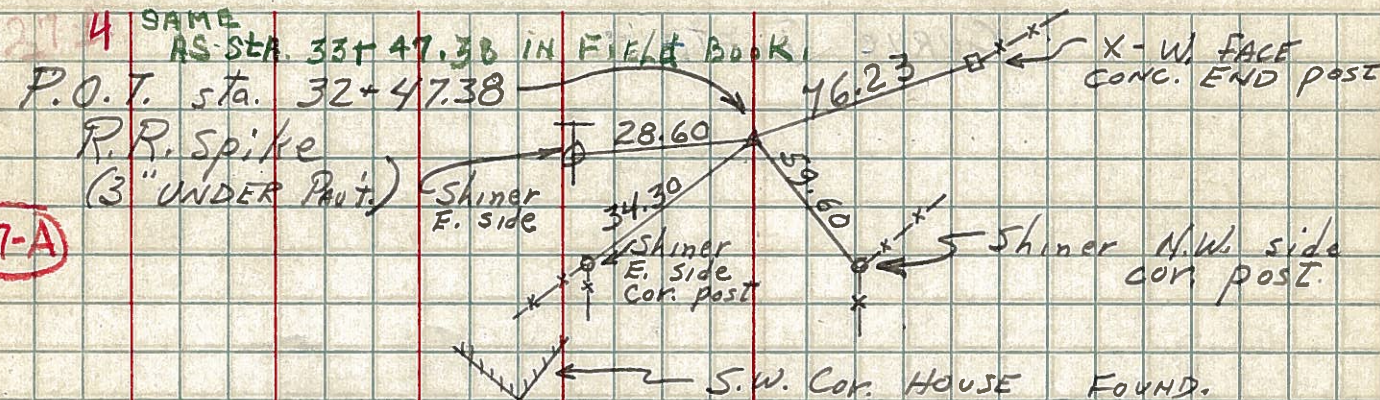 4 SAME
AS STA. 33+47.38 IN FIELD BOOK.
P.O.T. sta. 32+47.38
R.R. Spike
(3" UNDER PAV't.)
7-A
76.23
X-W. FACE
CONC. END POST
28.60
Shiner
E. side
34.30
59.60
Shiner
E. side
Cor. post
Shiner N.W. side
cor. post.
S.W. Cor. HOUSE FOUND.